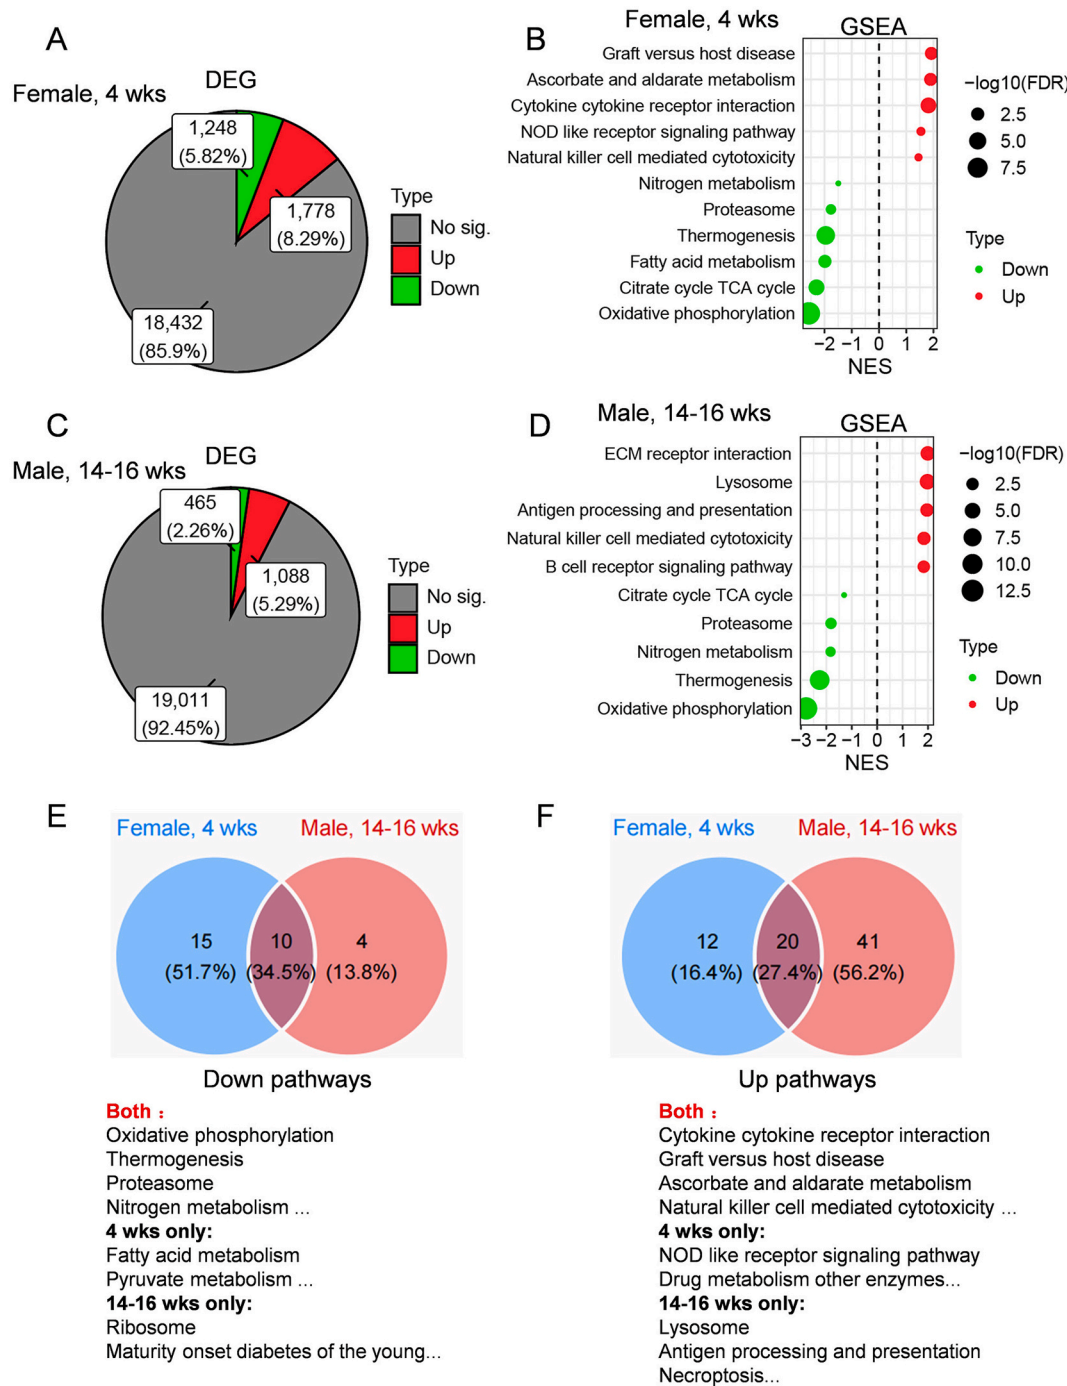 A
DEG
Female, 4 wks
1,248
(5.82%)
1,778
(8.29%)
18,432
(85.9%)
Type
No sig.
Up
Down
B
Female, 4 wks
GSEA
Graft versus host disease
Ascorbate and aldarate metabolism
Cytokine cytokine receptor interaction
NOD like receptor signaling pathway
Natural killer cell mediated cytotoxicity
Nitrogen metabolism
Proteasome
Thermogenesis
Fatty acid metabolism
Citrate cycle TCA cycle
Oxidative phosphorylation
−2 −1 0 1 2
NES
−log10(FDR)
2.5
5.0
7.5
Type
Down
Up
C
DEG
Male, 14-16 wks
465
(2.26%)
1,088
(5.29%)
19,011
(92.45%)
Type
No sig.
Up
Down
D
Male, 14-16 wks
GSEA
ECM receptor interaction
Lysosome
Antigen processing and presentation
Natural killer cell mediated cytotoxicity
B cell receptor signaling pathway
Citrate cycle TCA cycle
Proteasome
Nitrogen metabolism
Thermogenesis
Oxidative phosphorylation
−3 −2 −1 0 1 2
NES
−log10(FDR)
2.5
5.0
7.5
10.0
12.5
Type
Down
Up
E
Female, 4 wks Male, 14-16 wks
15 10 4
(51.7%) (34.5%) (13.8%)
Down pathways
Both：
Oxidative phosphorylation
Thermogenesis
Proteasome
Nitrogen metabolism ...
4 wks only:
Fatty acid metabolism
Pyruvate metabolism ...
14-16 wks only:
Ribosome
Maturity onset diabetes of the young...
F
Female, 4 wks Male, 14-16 wks
12 20 41
(16.4%) (27.4%) (56.2%)
Up pathways
Both：
Cytokine cytokine receptor interaction
Graft versus host disease
Ascorbate and aldarate metabolism
Natural killer cell mediated cytotoxicity ...
4 wks only:
NOD like receptor signaling pathway
Drug metabolism other enzymes...
14-16 wks only:
Lysosome
Antigen processing and presentation
Necroptosis...